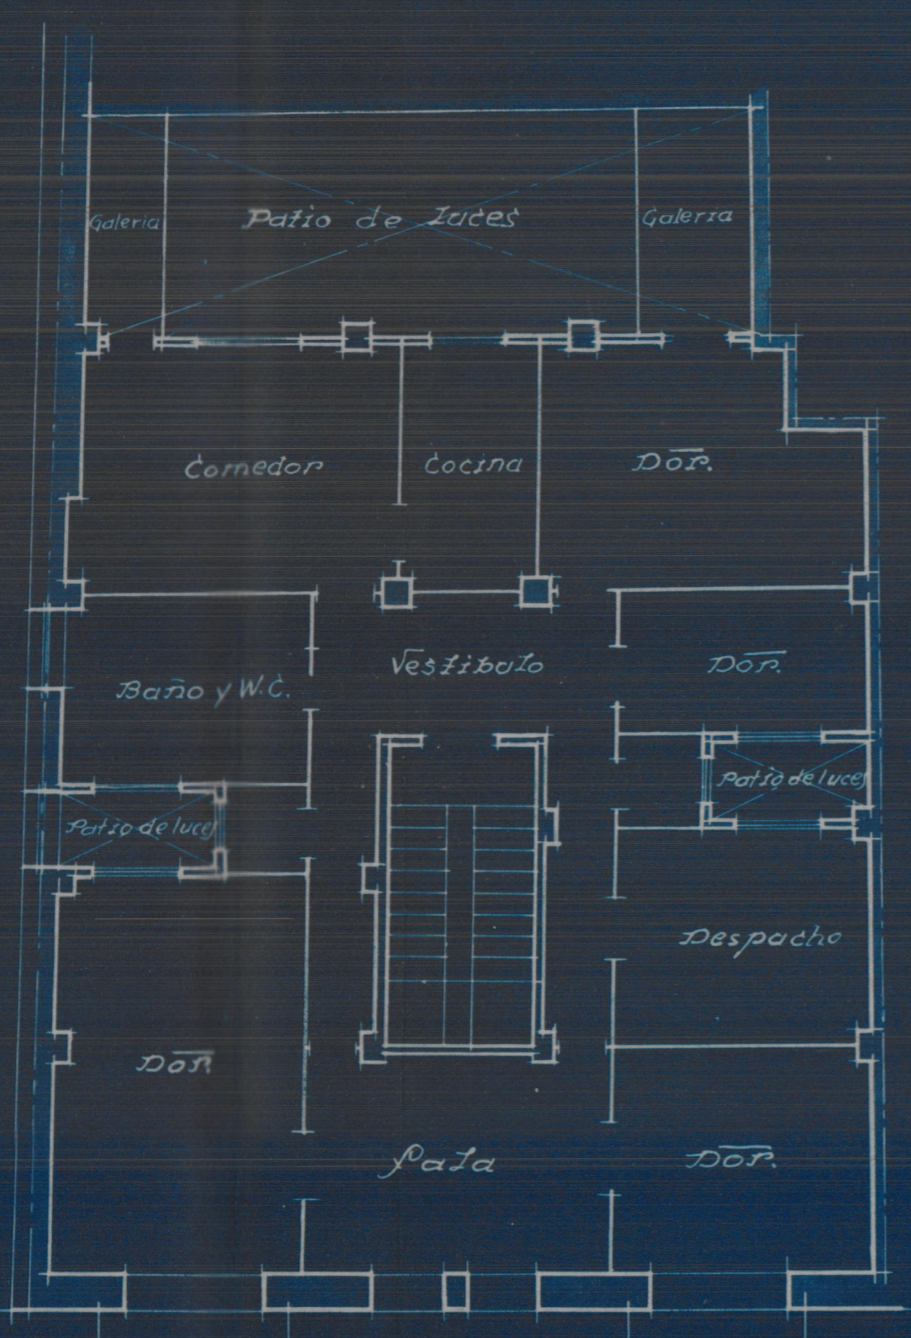 Galeria
Patio de Luces
Galeria
Comedor
Cocina
Dor.
Vestibulo
Dor.
Baño y W.C.
Patio de luces
Patio de luces
Despacho
Dor.
Sala
Dor.